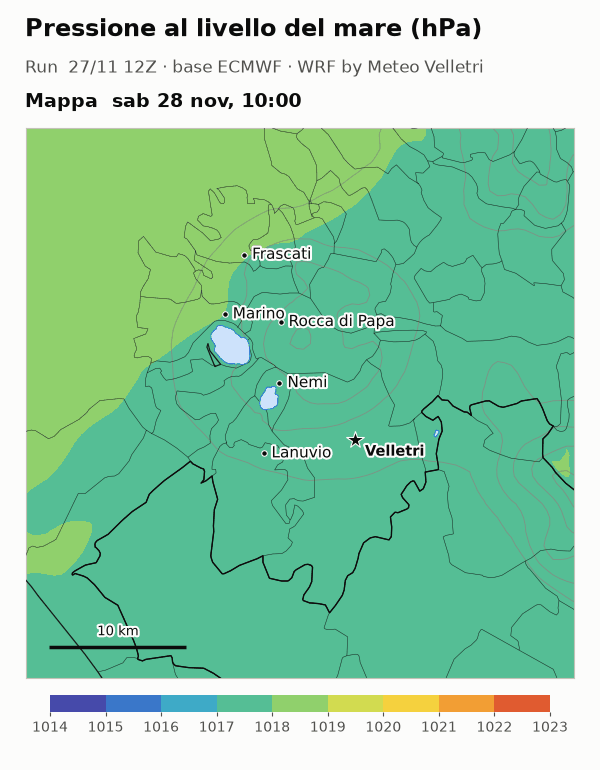 Pressione al livello del mare (hPa)
Run  27/11 12Z · base ECMWF · WRF by Meteo Velletri
Mappa  sab 28 nov, 10:00
Frascati
Marino
Rocca di Papa
Nemi
Velletri
Lanuvio
10 km
1014 1015 1016 1017 1018 1019 1020 1021 1022 1023